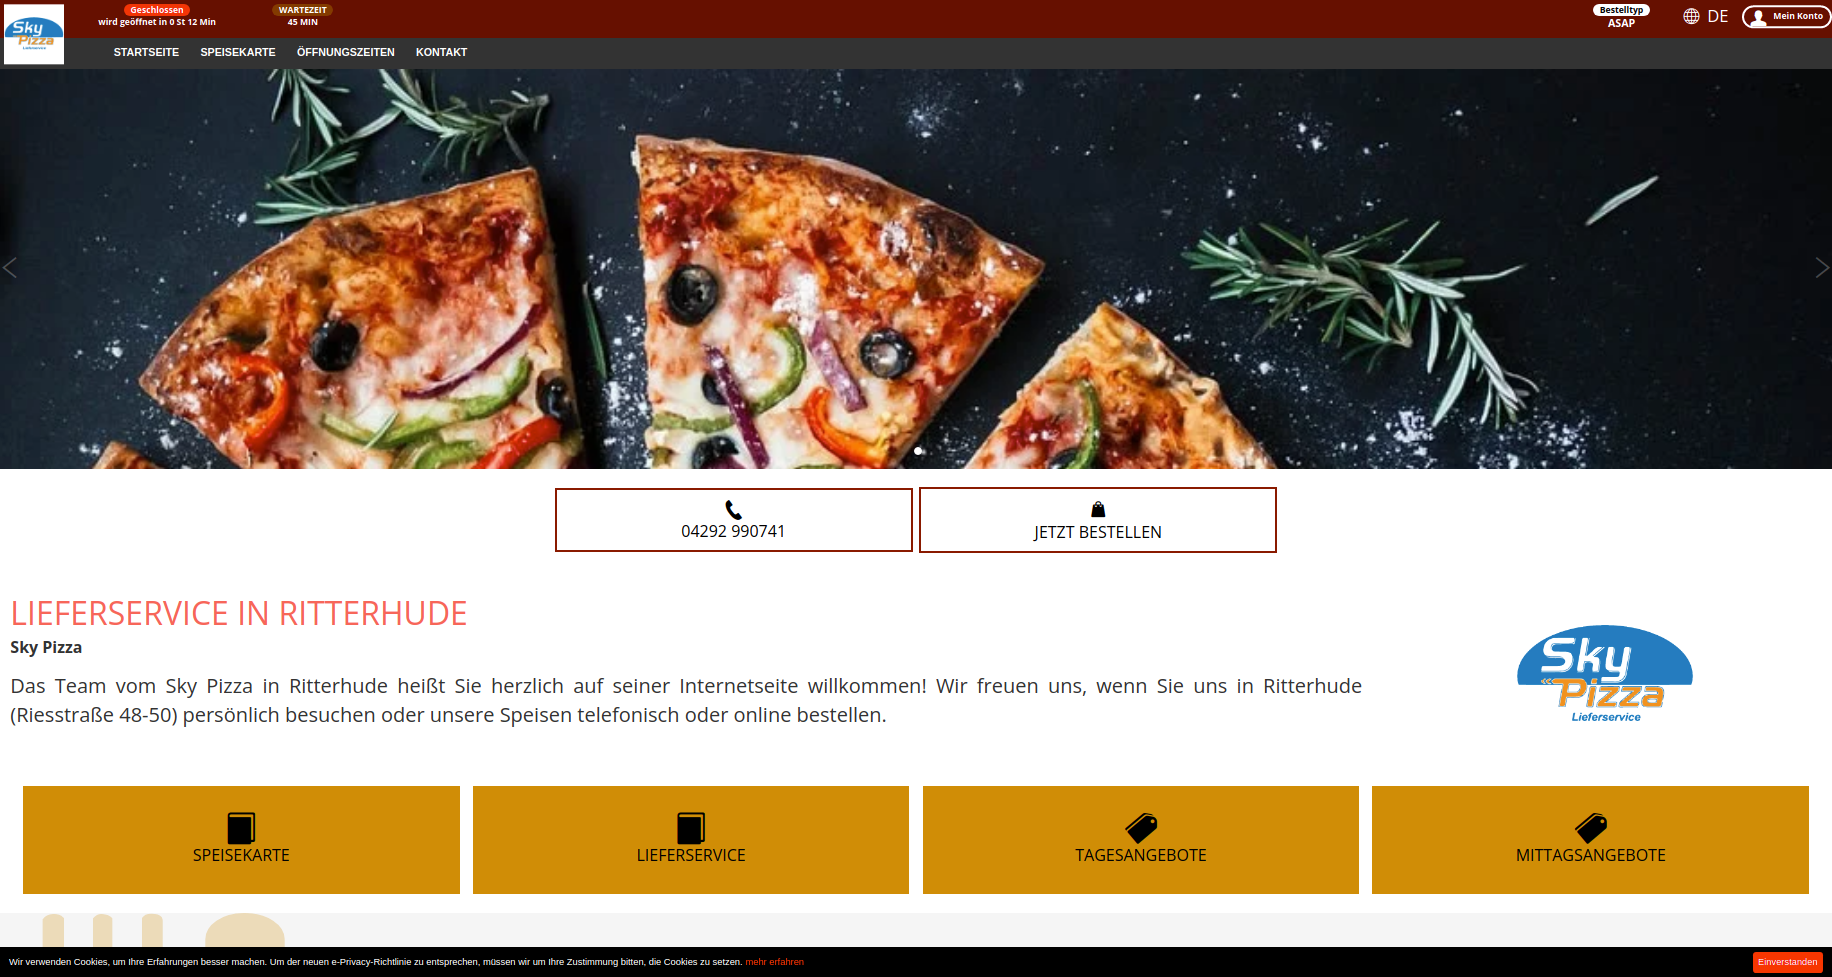 Sky
Pizza
Lieferservice
Geschlossen
wird geöffnet in 0 St 12 Min
WARTEZEIT
45 MIN
Bestelltyp
ASAP
DE
Mein Konto
STARTSEITE SPEISEKARTE ÖFFNUNGSZEITEN KONTAKT
04292 990741
JETZT BESTELLEN
LIEFERSERVICE IN RITTERHUDE
Sky Pizza
Das Team vom Sky Pizza in Ritterhude heißt Sie herzlich auf seiner Internetseite willkommen! Wir freuen uns, wenn Sie uns in Ritterhude
(Riesstraße 48-50) persönlich besuchen oder unsere Speisen telefonisch oder online bestellen.
Sky
Pizza
Lieferservice
SPEISEKARTE
LIEFERSERVICE
TAGESANGEBOTE
MITTAGSANGEBOTE
Wir verwenden Cookies, um Ihre Erfahrungen besser machen. Um der neuen e-Privacy-Richtlinie zu entsprechen, müssen wir um Ihre Zustimmung bitten, die Cookies zu setzen. mehr erfahren
Einverstanden